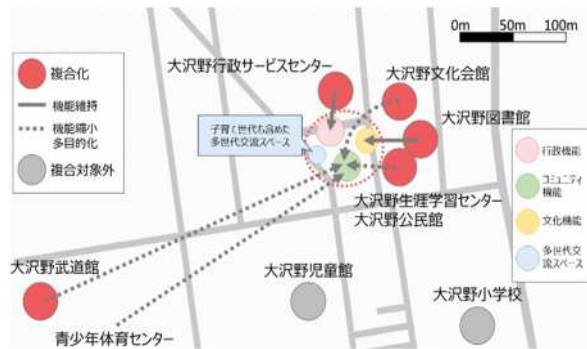 複合化
機能維持
機能縮小
多目的化
複合対象外
0m
50m
100m
大沢野行政サービスセンター
大沢野文化会館
大沢野図書館
子育て世代も含めた
多世代交流スペース
大沢野生涯学習センター
大沢野公民館
行政機能
コミュニティ
機能
文化機能
多世代交
流スペース
大沢野武道館
大沢野児童館
大沢野小学校
青少年体育センター